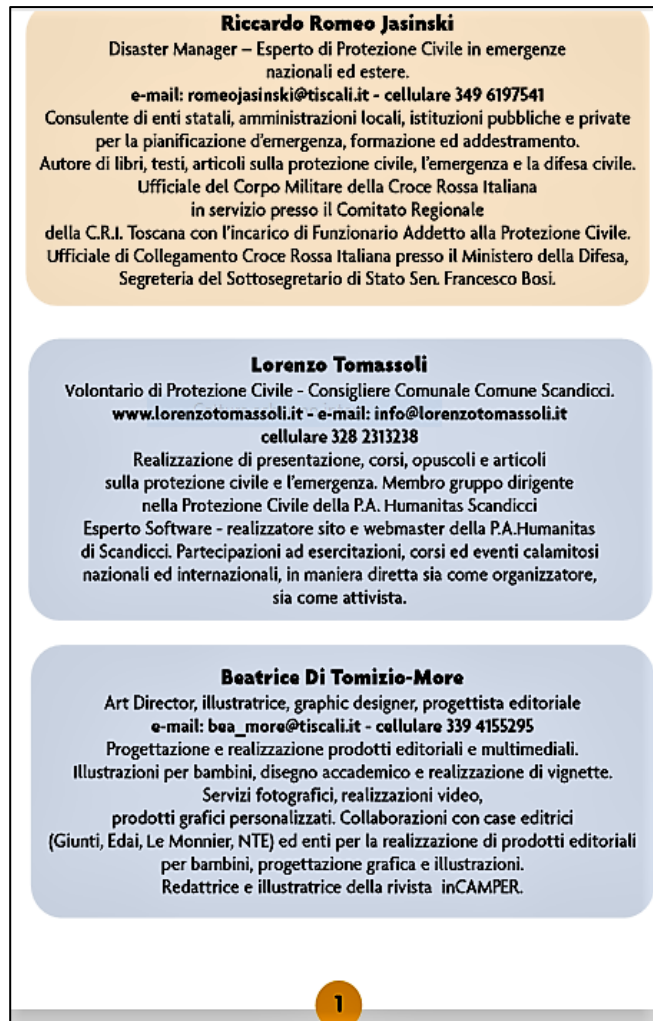 Riccardo Romeo Jasinski
Disaster Manager – Esperto di Protezione Civile in emergenze
nazionali ed estere.
e-mail: romeojasinski@tiscali.it - cellulare 349 6197541
Consulente di enti statali, amministrazioni locali, istituzioni pubbliche e private
per la pianificazione d'emergenza, formazione ed addestramento.
Autore di libri, testi, articoli sulla protezione civile, l'emergenza e la difesa civile.
Ufficiale del Corpo Militare della Croce Rossa Italiana
in servizio presso il Comitato Regionale
della C.R.I. Toscana con l'incarico di Funzionario Addetto alla Protezione Civile.
Ufficiale di Collegamento Croce Rossa Italiana presso il Ministero della Difesa,
Segreteria del Sottosegretario di Stato Sen. Francesco Bosi.
Lorenzo Tomassoli
Volontario di Protezione Civile - Consigliere Comunale Comune Scandicci.
www.lorenzotomassoli.it - e-mail: info@lorenzotomassoli.it
cellulare 328 2313238
Realizzazione di presentazione, corsi, opuscoli e articoli
sulla protezione civile e l'emergenza. Membro gruppo dirigente
nella Protezione Civile della P.A. Humanitas Scandicci
Esperto Software - realizzatore sito e webmaster della P.A.Humanitas
di Scandicci. Partecipazioni ad esercitazioni, corsi ed eventi calamitosi
nazionali ed internazionali, in maniera diretta sia come organizzatore,
sia come attivista.
Beatrice Di Tomizio-More
Art Director, illustratrice, graphic designer, progettista editoriale
e-mail: bea_more@tiscali.it - cellulare 339 4155295
Progettazione e realizzazione prodotti editoriali e multimediali.
Illustrazioni per bambini, disegno accademico e realizzazione di vignette.
Servizi fotografici, realizzazioni video,
prodotti grafici personalizzati. Collaborazioni con case editrici
(Giunti, Edai, Le Monnier, NTE) ed enti per la realizzazione di prodotti editoriali
per bambini, progettazione grafica e illustrazioni.
Redattrice e illustratrice della rivista inCAMPER.
1